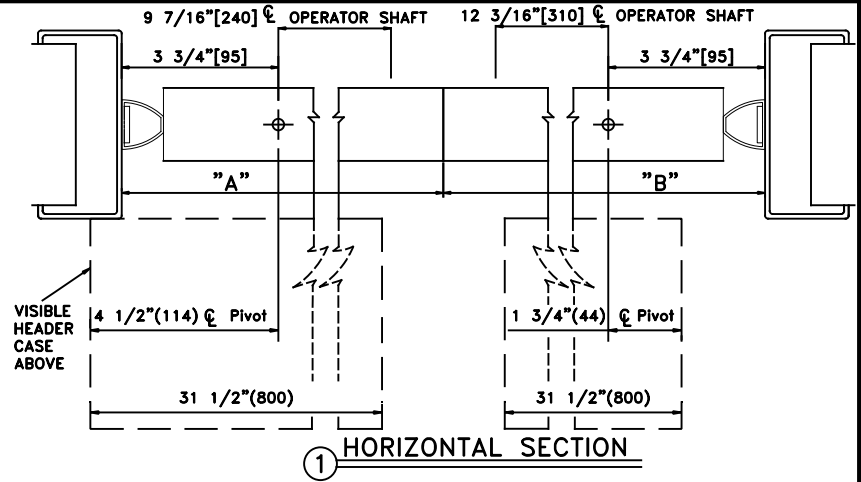 9 7/16"[240] ℄ OPERATOR SHAFT
12 3/16"[310] ℄ OPERATOR SHAFT
3 3/4"[95]
3 3/4"[95]
"A"
"B"
VISIBLE
HEADER
CASE
ABOVE
4 1/2"(114) ℄ Pivot
1 3/4"(44) ℄ Pivot
31 1/2"(800)
31 1/2"(800)
1 HORIZONTAL SECTION